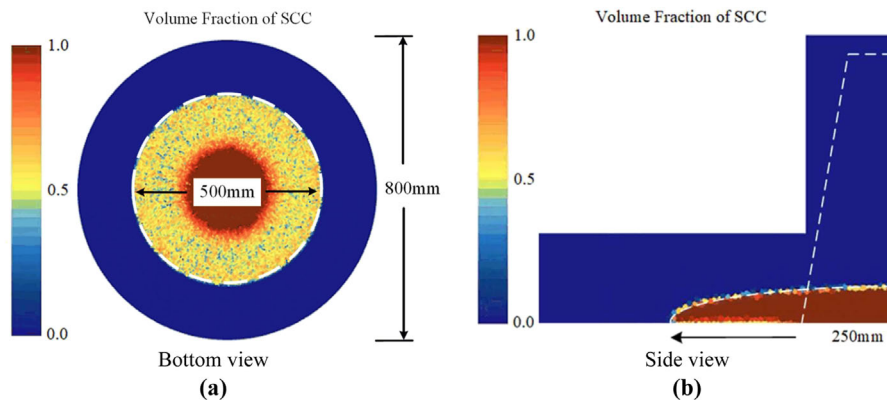 Volume Fraction of SCC
1.0
0.5
0.0
500mm
800mm
Bottom view
(a)
Volume Fraction of SCC
1.0
0.5
0.0
250mm
Side view
(b)